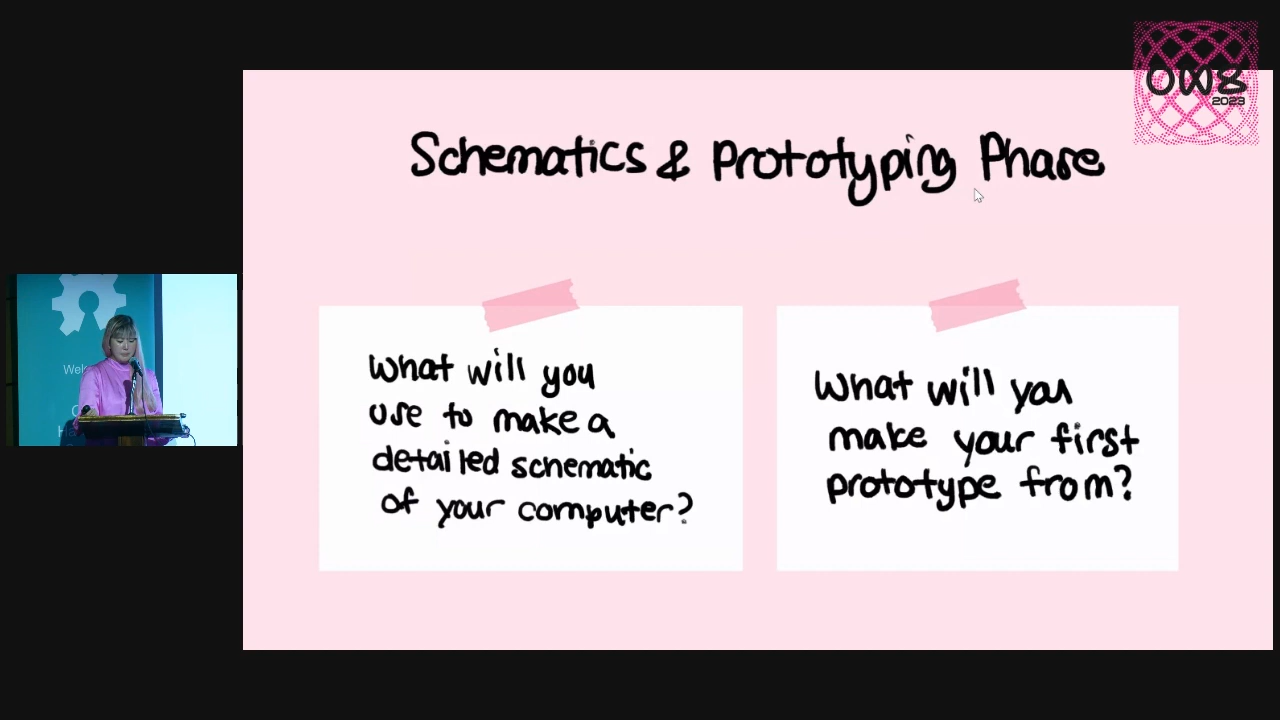 OW8
2023
Schematics & Prototyping Phase
What will you
use to make a
detailed schematic
of your computer?
What will you
make your first
prototype from?